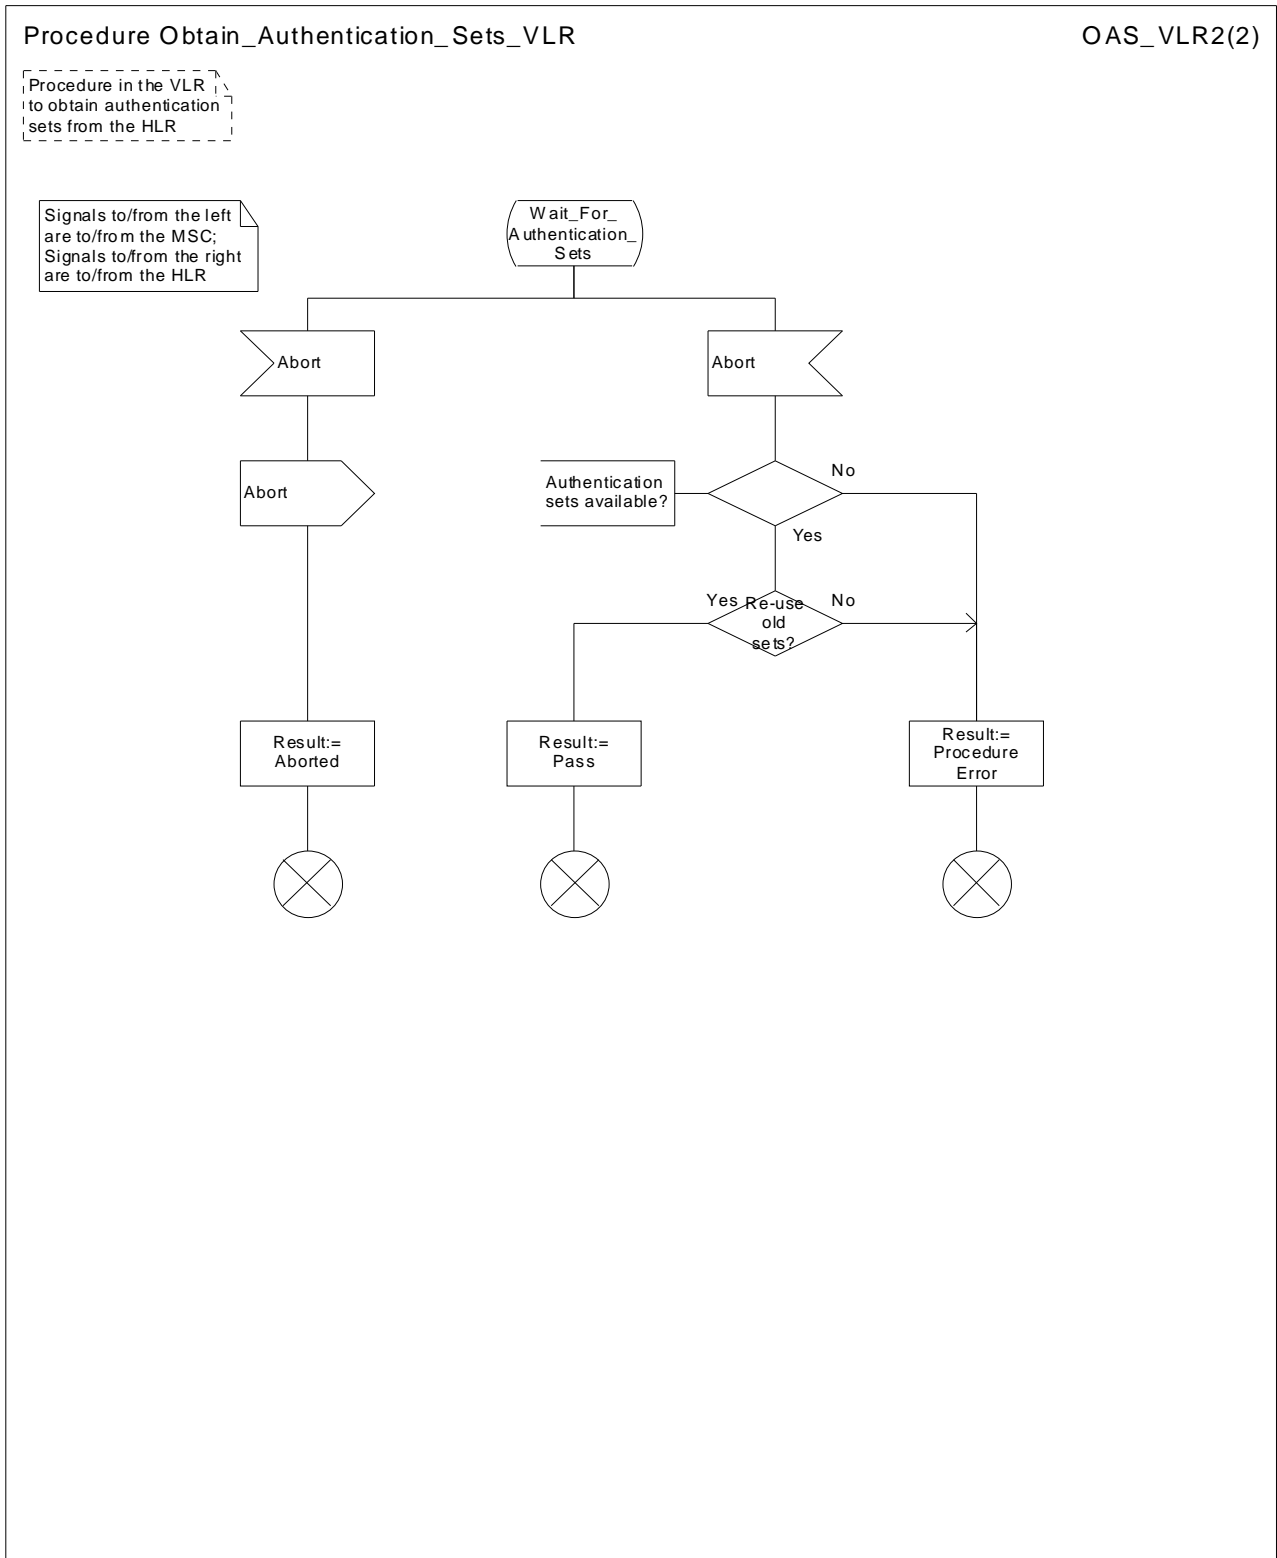 Procedure Obtain_Authentication_Sets_VLR
OAS_VLR2(2)
Procedure in the VLR
to obtain authentication
sets from the HLR
Signals to/from the left
are to/from the MSC;
Signals to/from the right
are to/from the HLR
Wait_For_
Authentication_
Sets
Abort
Abort
Abort
Authentication
sets available?
No
Yes
Yes
Re-use
old
sets?
No
Result:=
Aborted
Result:=
Pass
Result:=
Procedure
Error